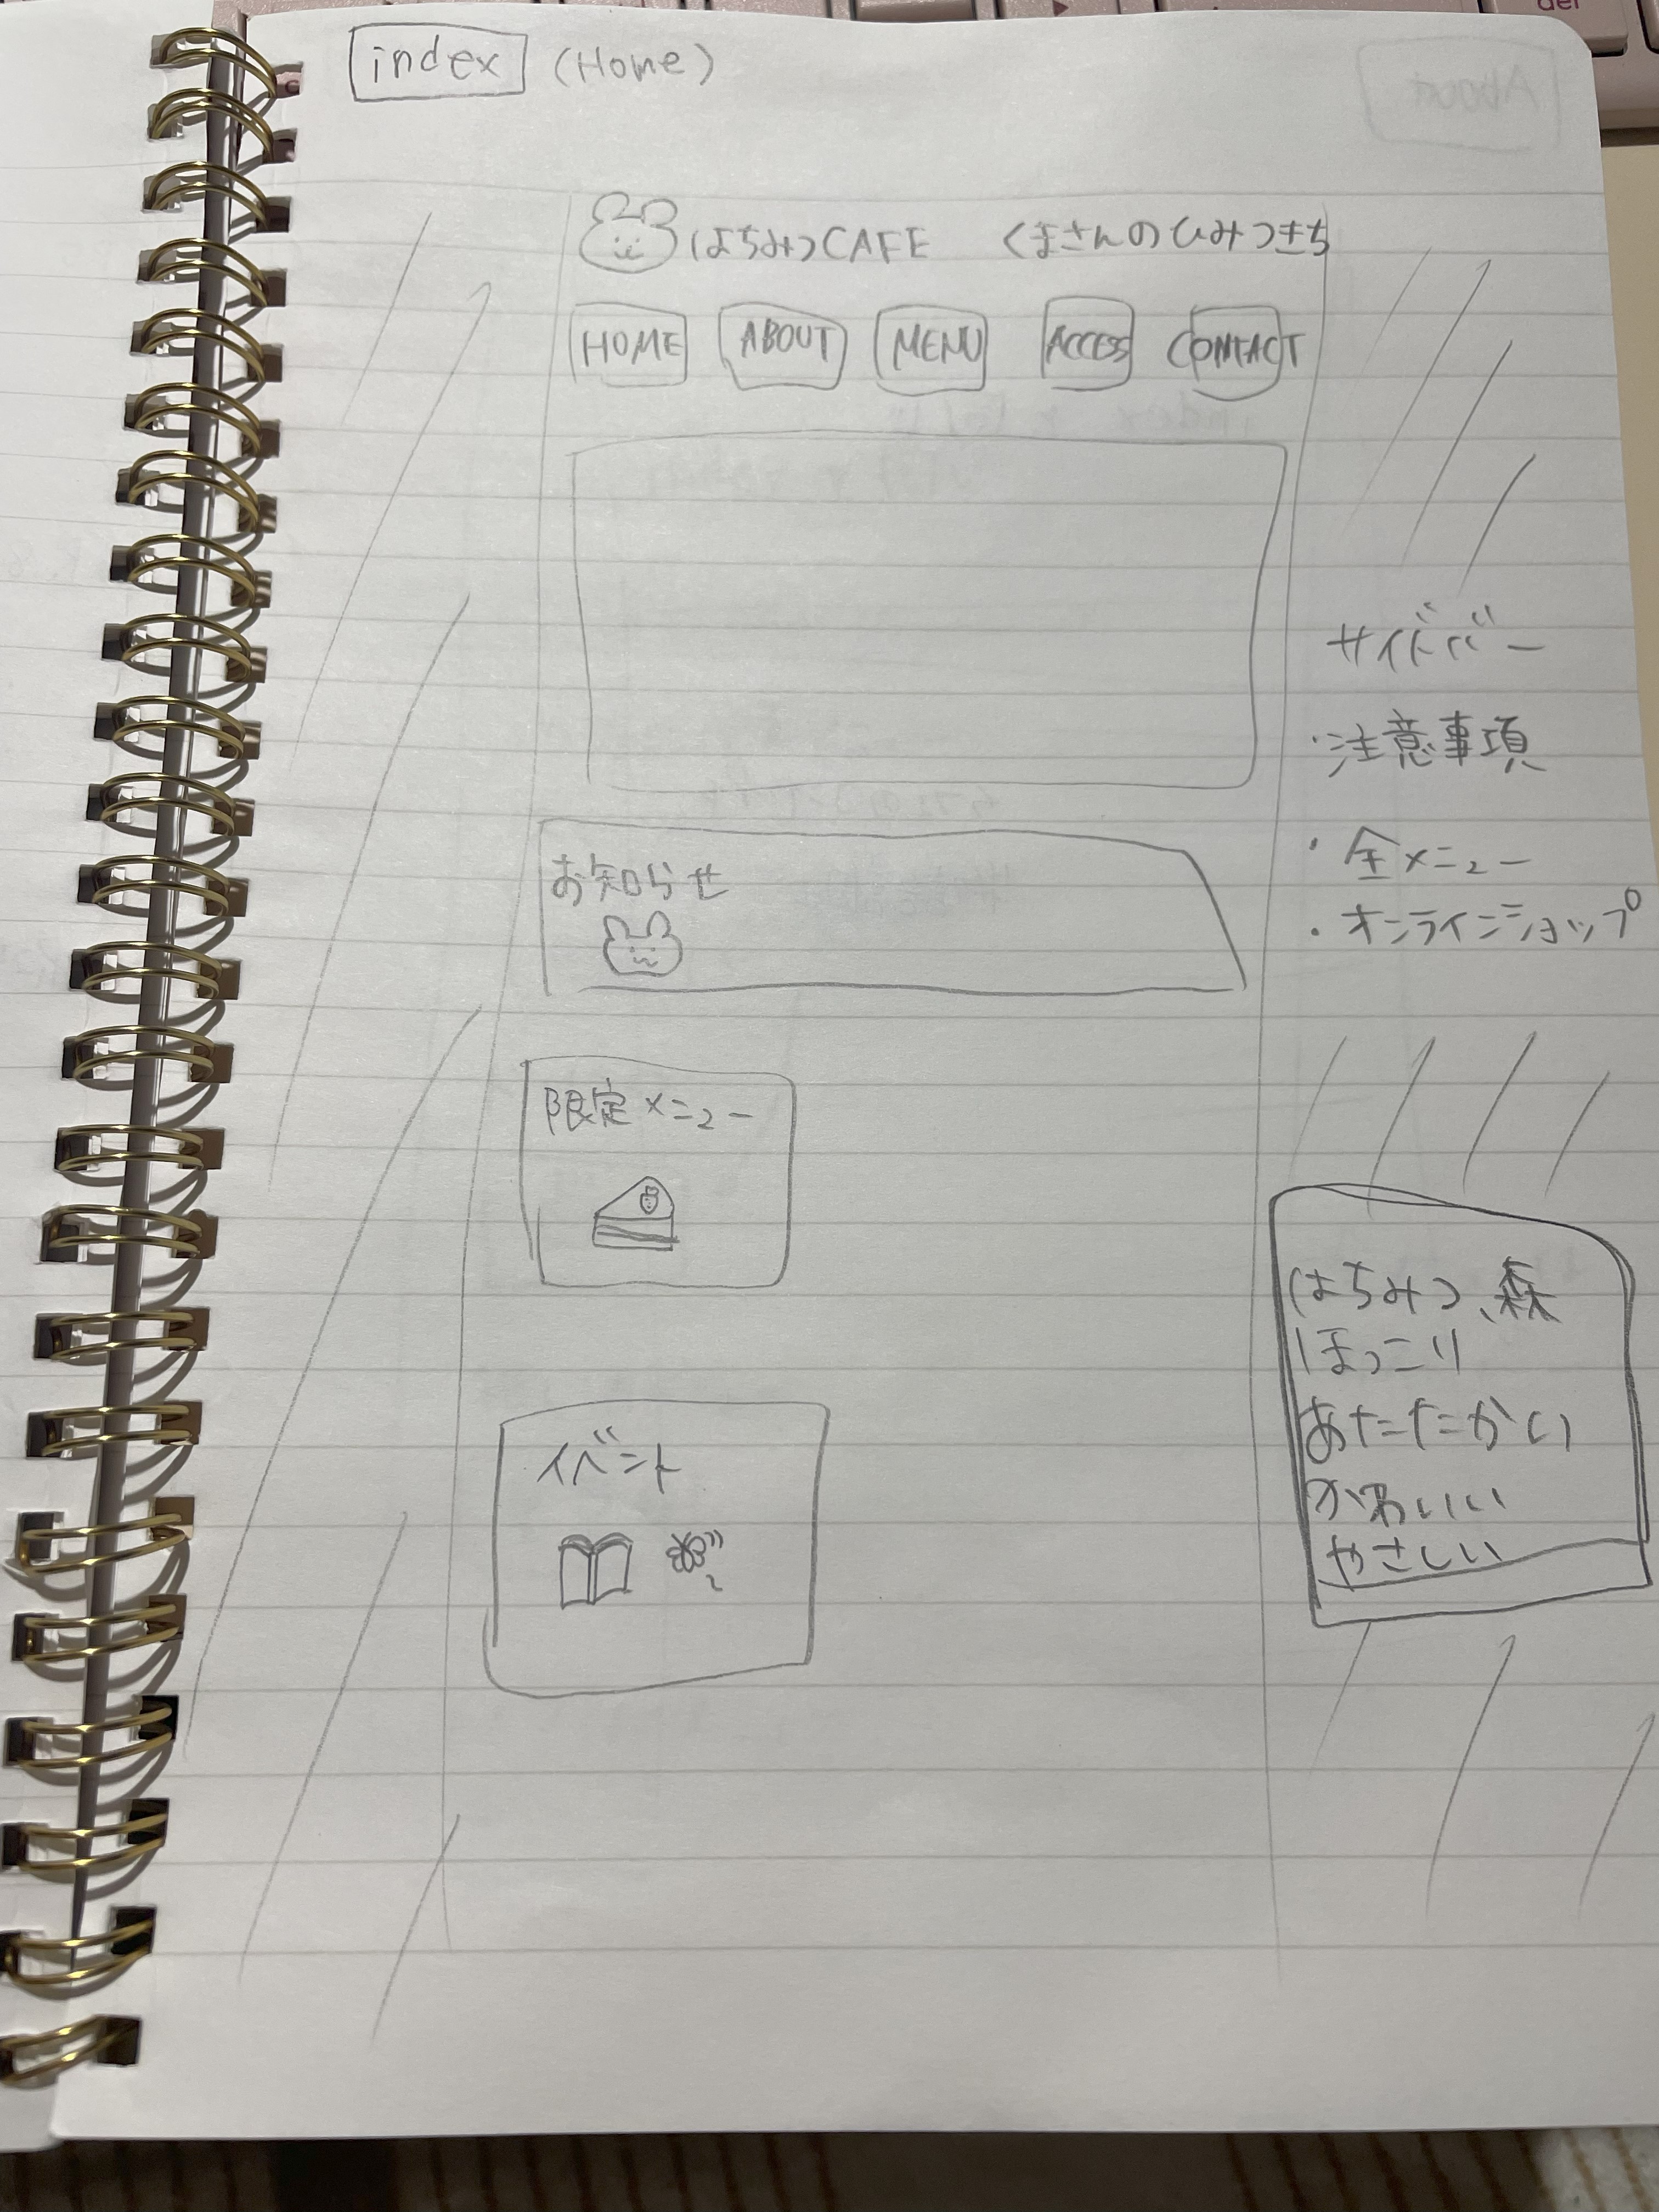 index (Home)
はちみつCAFE くまさんのひみつきち
HOME ABOUT MENU ACCESS CONTACT
サイドバー
・注意事項
・全メニュー
・オンラインショップ
お知らせ
限定メニュー
イベント
はちみつ、森
ほっこり
あたたかい
かわいい
やさしい
About
del